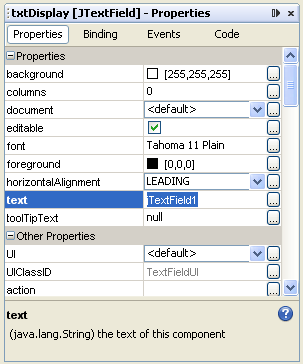 txtDisplay [JTextField] - Properties
Properties Binding Events Code
Properties
background [255,255,255] ...
columns 0 ...
document <default> ...
editable ...
font Tahoma 11 Plain ...
foreground [0,0,0] ...
horizontalAlignment LEADING ...
text jTextField1 ...
toolTipText null ...
Other Properties
UI <default> ...
UIClassID TextFieldUI ...
action ...
text
(java.lang.String) the text of this component
?